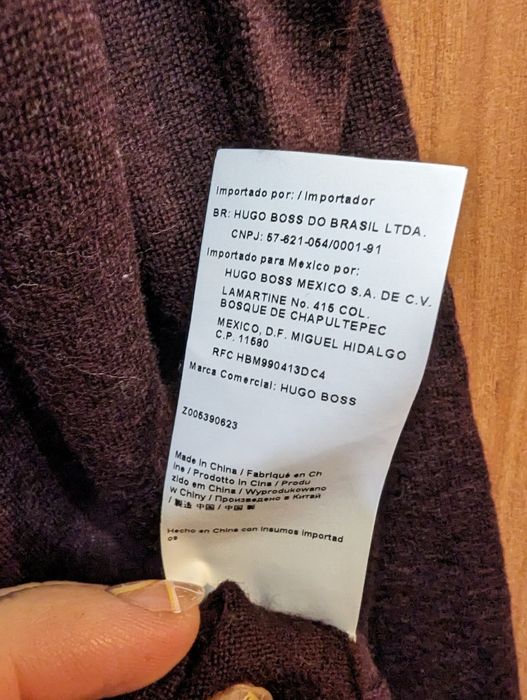 Importado por: / Importador
BR: HUGO BOSS DO BRASIL LTDA.
CNPJ: 57-621-054/0001-91
Importado para Mexico por:
HUGO BOSS MEXICO S.A. DE C.V.
LAMARTINE No. 415 COL.
BOSQUE DE CHAPULTEPEC
MEXICO, D.F. MIGUEL HIDALGO
C.P. 11580
RFC HBM990413DC4
Marca Comercial: HUGO BOSS
Z005390623
Made in China / Fabriqué en Ch
ine / Prodotto in Cina / Produ
zido em China / Wyprodukowano
w Chiny / Произведено в Китай
/ 製造 中国 / 中国 製
Hecho en China con insumos importad
os